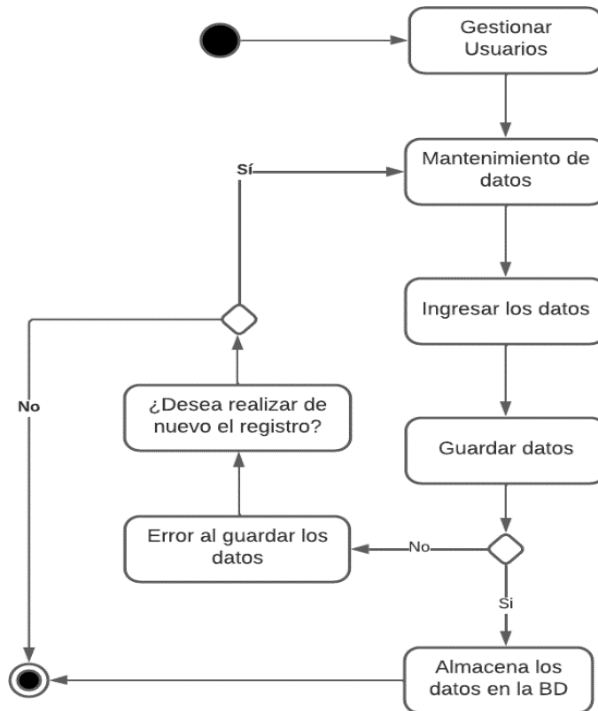 Gestionar
Usuarios
Mantenimiento de
datos
Sí
Ingresar los datos
No
¿Desea realizar de
nuevo el registro?
Guardar datos
Error al guardar los
datos
No
Si
Almacena los
datos en la BD